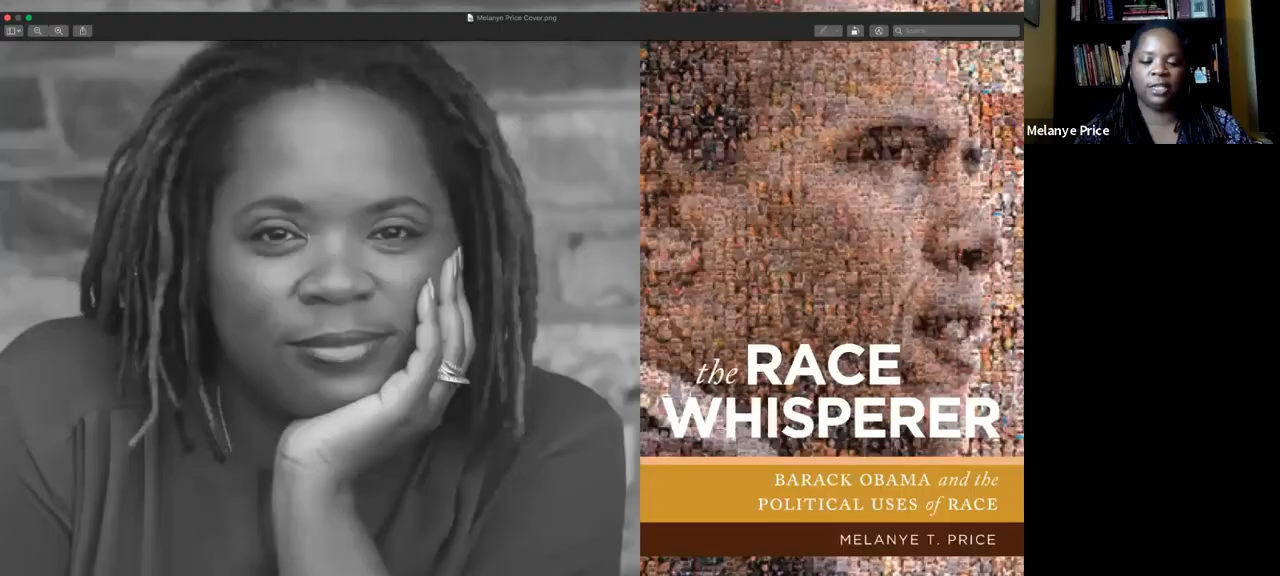 Melanye Price Cover.png
Search
Melanye Price
the RACE
WHISPERER
BARACK OBAMA and the
POLITICAL USES of RACE
MELANYE T. PRICE